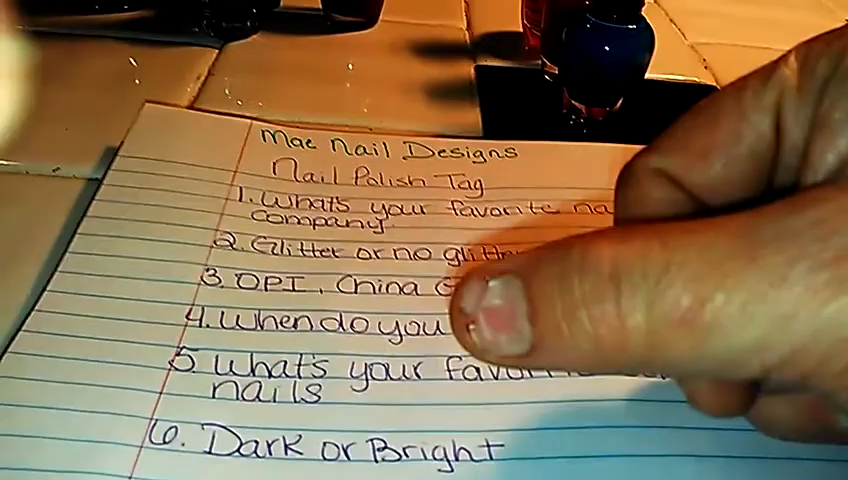 Mae Nail Designs
Nail Polish Tag
1. What's your favorite
company.
2. Glitter or no
3. OPI, China
4. When do you
5 What's your
nails
6. Dark or Bright